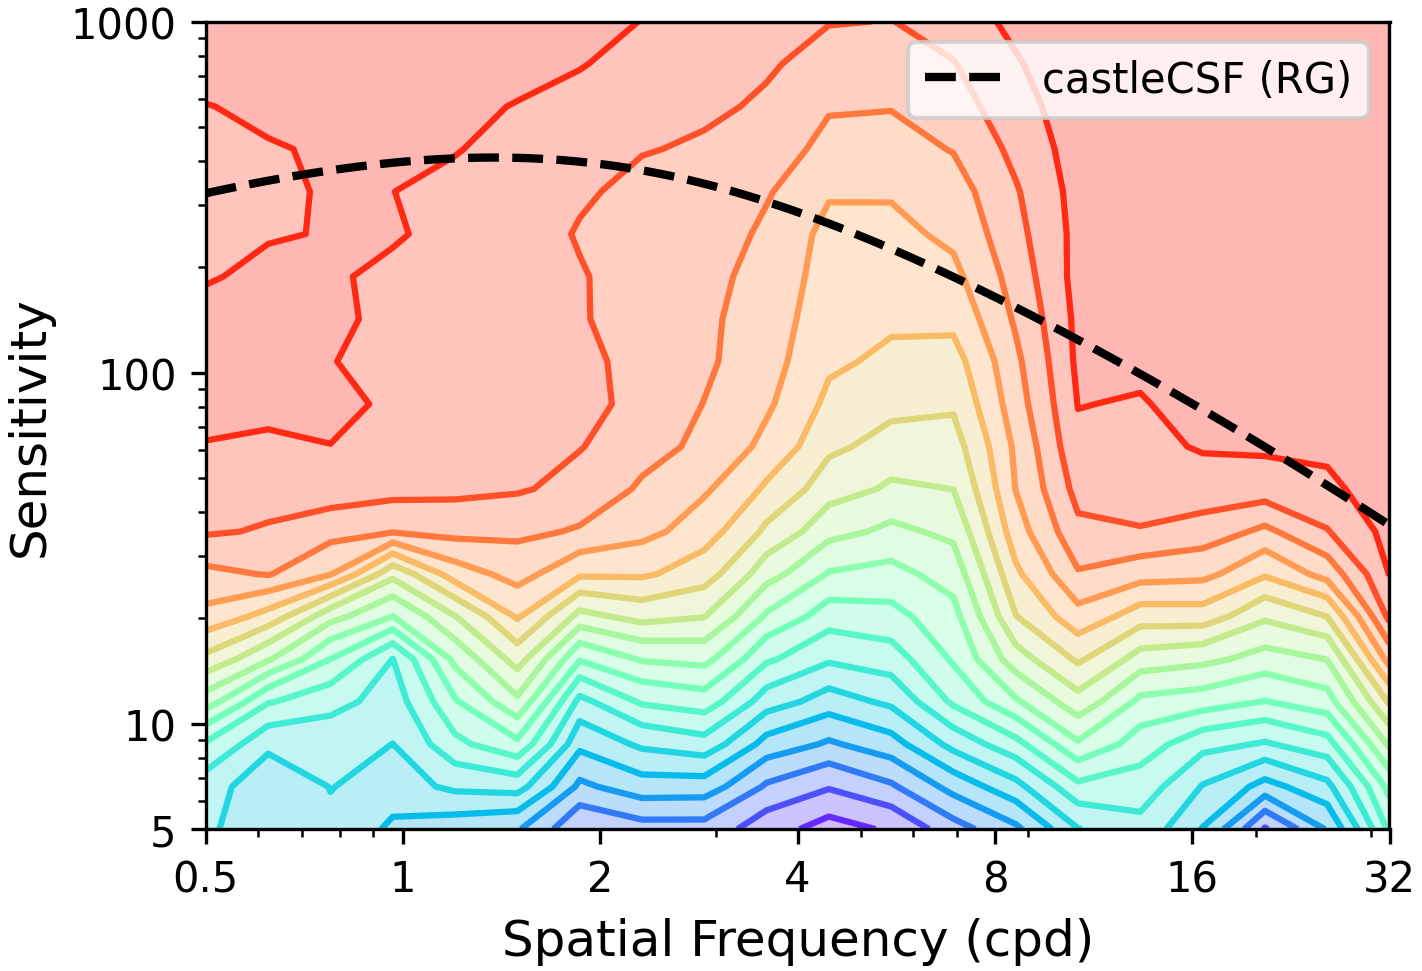 1000
100
10
5
Sensitivity
castleCSF (RG)
0.5 1 2 4 8 16 32
Spatial Frequency (cpd)